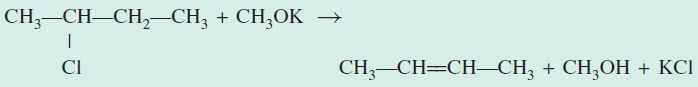 CH₃—CH—CH₂—CH₃ + CH₃OK →
|
Cl
CH₃—CH=CH—CH₃ + CH₃OH + KCl